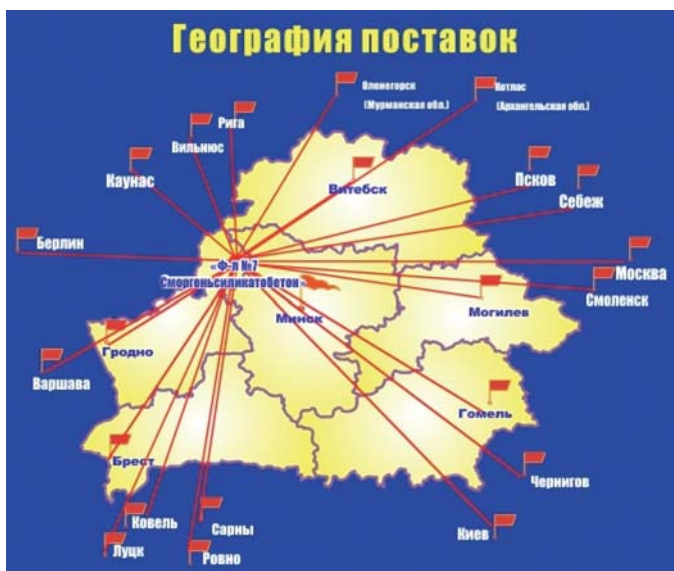 География поставок
Оленегорск
(Мурманская обл.)
Котлас
(Архангельская обл.)
Рига
Вильнюс
Каунас
Витебск
Псков
Себеж
Берлин
«Ф-л №7
Сморгоньсиликатобетон«
Москва
Смоленск
Могилев
Минск
Гродно
Варшава
Гомель
Брест
Чернигов
Ковель
Сарны
Киев
Луцк
Ровно